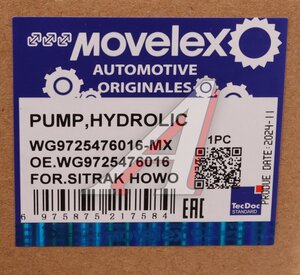 MOVELEX
AUTOMOTIVE
ORIGINALES
PUMP,HYDROLIC
WG9725476016-MX
1PC
OE.WG9725476016
FOR.SITRAK HOWO
6 975875 217584
EAC
TecDoc
STANDARD
PRODUE DATE:2024-11